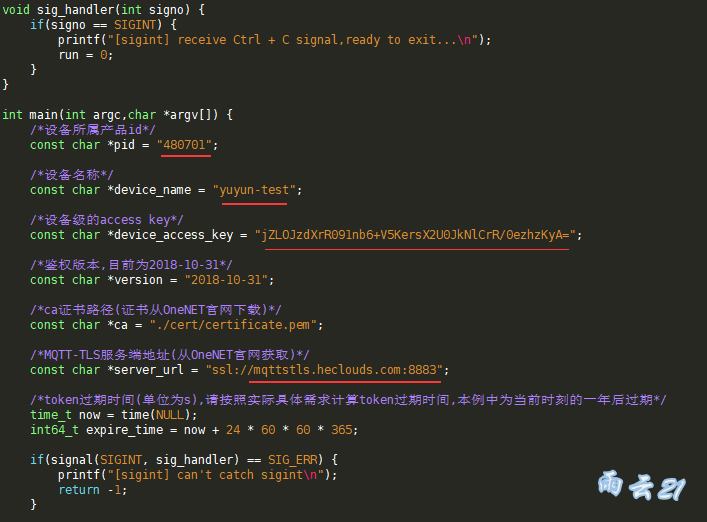 void sig_handler(int signo) {
    if(signo == SIGINT) {
        printf("[sigint] receive Ctrl + C signal,ready to exit...\n");
        run = 0;
    }
}

int main(int argc,char *argv[]) {
    /*设备所属产品id*/
    const char *pid = "480701";

    /*设备名称*/
    const char *device_name = "yuyun-test";

    /*设备级的access key*/
    const char *device_access_key = "jZLOJzdXrR091nb6+V5KersX2U0JkNlCrR/0ezhzKyA=";

    /*鉴权版本,目前为2018-10-31*/
    const char *version = "2018-10-31";

    /*ca证书路径(证书从OneNET官网下载)*/
    const char *ca = "./cert/certificate.pem";

    /*MQTT-TLS服务端地址(从OneNET官网获取)*/
    const char *server_url = "ssl://mqttstls.heclouds.com:8883";

    /*token过期时间(单位为s),请按照实际具体需求计算token过期时间,本例中为当前时刻的一年后过期*/
    time_t now = time(NULL);
    int64_t expire_time = now + 24 * 60 * 60 * 365;

    if(signal(SIGINT, sig_handler) == SIG_ERR) {
        printf("[sigint] can't catch sigint\n");
        return -1;
    }
雨云21